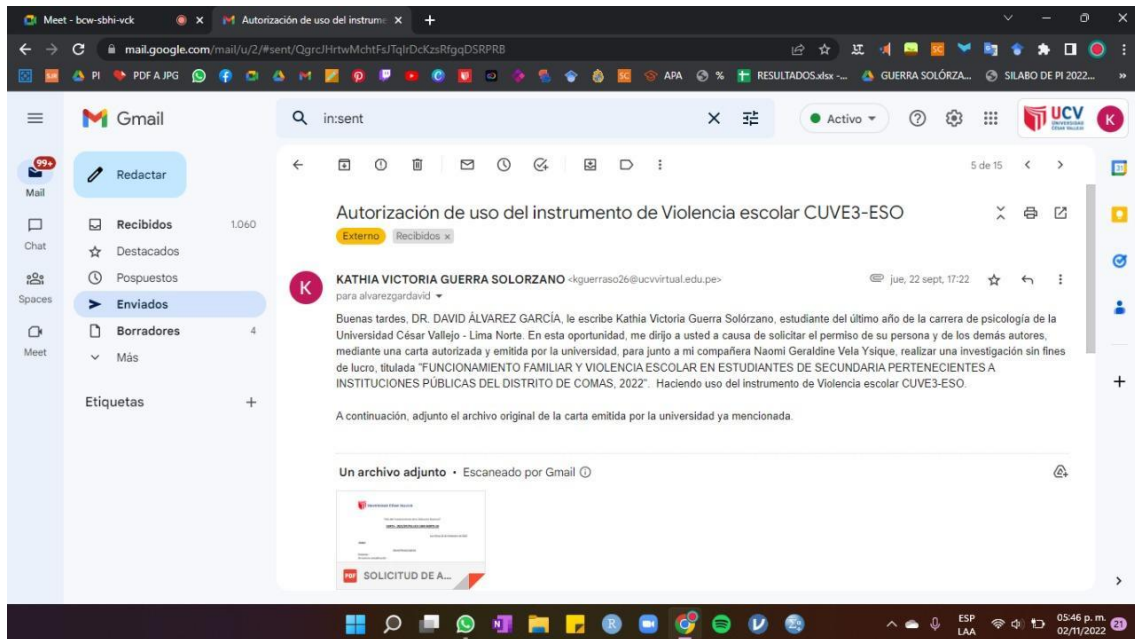 Meet - bcw-sbhi-vck
Autorización de uso del instrume
mail.google.com/mail/u/2/#sent/QgrcJHrtwMchtFsJTqlrDcKzsRfgqDSRPRB
PI
PDF A JPG
APA
%
RESULTADOS.xlsx -...
GUERRA SOLÓRZA...
SILABO DE PI 2022...
»
Gmail
in:sent
Activo
UCV
UNIVERSIDAD
CÉSAR VALLEJO
K
99+
Mail
Redactar
5 de 15
Chat
Recibidos 1.060
Destacados
Spaces
Pospuestos
Enviados
Meet
Borradores 4
Más
Etiquetas +
Autorización de uso del instrumento de Violencia escolar CUVE3-ESO
Externo Recibidos x
K
KATHIA VICTORIA GUERRA SOLORZANO <kguerraso26@ucvvirtual.edu.pe> jue, 22 sept, 17:22
para alvarezgardavid
Buenas tardes, DR. DAVID ÁLVAREZ GARCÍA, le escribe Kathia Victoria Guerra Solórzano, estudiante del último año de la carrera de psicología de la
Universidad César Vallejo - Lima Norte. En esta oportunidad, me dirijo a usted a causa de solicitar el permiso de su persona y de los demás autores,
mediante una carta autorizada y emitida por la universidad, para junto a mi compañera Naomi Geraldine Vela Ysique, realizar una investigación sin fines
de lucro, titulada "FUNCIONAMIENTO FAMILIAR Y VIOLENCIA ESCOLAR EN ESTUDIANTES DE SECUNDARIA PERTENECIENTES A
INSTITUCIONES PÚBLICAS DEL DISTRITO DE COMAS, 2022". Haciendo uso del instrumento de Violencia escolar CUVE3-ESO.
A continuación, adjunto el archivo original de la carta emitida por la universidad ya mencionada.
Un archivo adjunto • Escaneado por Gmail
PDF SOLICITUD DE A...
ESP
LAA
05:46 p. m.
02/11/2022
21